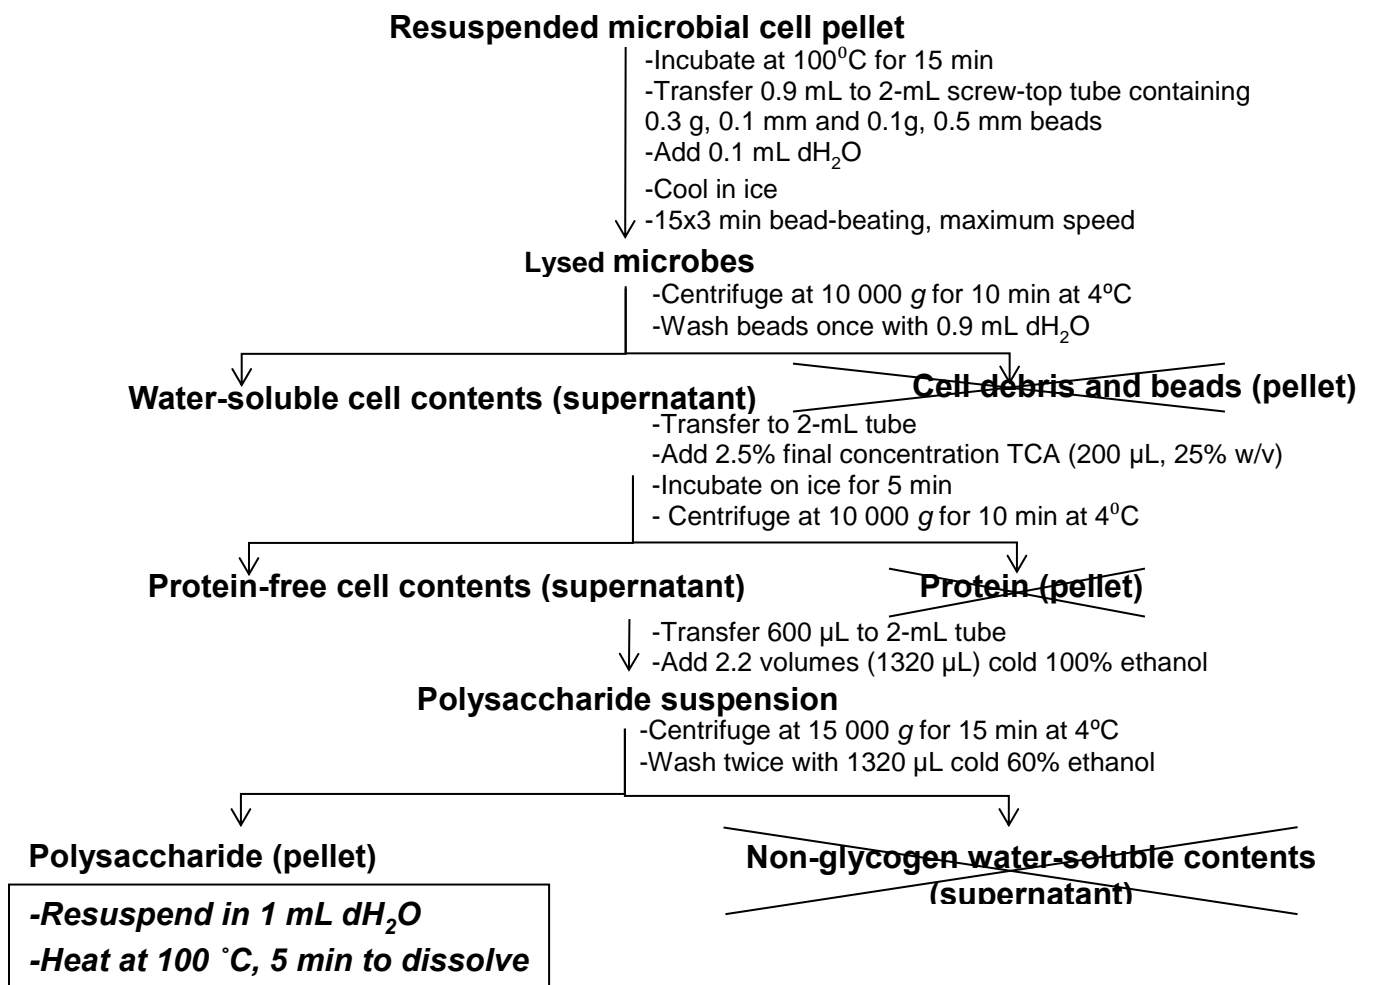 Resuspended microbial cell pellet
-Incubate at 100⁰C for 15 min
-Transfer 0.9 mL to 2-mL screw-top tube containing
0.3 g, 0.1 mm and 0.1g, 0.5 mm beads
-Add 0.1 mL dH₂O
-Cool in ice
-15x3 min bead-beating, maximum speed
Lysed microbes
-Centrifuge at 10 000 g for 10 min at 4ºC
-Wash beads once with 0.9 mL dH₂O
Water-soluble cell contents (supernatant)
Cell debris and beads (pellet)
-Transfer to 2-mL tube
-Add 2.5% final concentration TCA (200 µL, 25% w/v)
-Incubate on ice for 5 min
- Centrifuge at 10 000 g for 10 min at 4⁰C
Protein-free cell contents (supernatant)
Protein (pellet)
-Transfer 600 µL to 2-mL tube
-Add 2.2 volumes (1320 µL) cold 100% ethanol
Polysaccharide suspension
-Centrifuge at 15 000 g for 15 min at 4ºC
-Wash twice with 1320 µL cold 60% ethanol
Polysaccharide (pellet)
Non-glycogen water-soluble contents
(supernatant)
-Resuspend in 1 mL dH₂O
-Heat at 100 ˚C, 5 min to dissolve